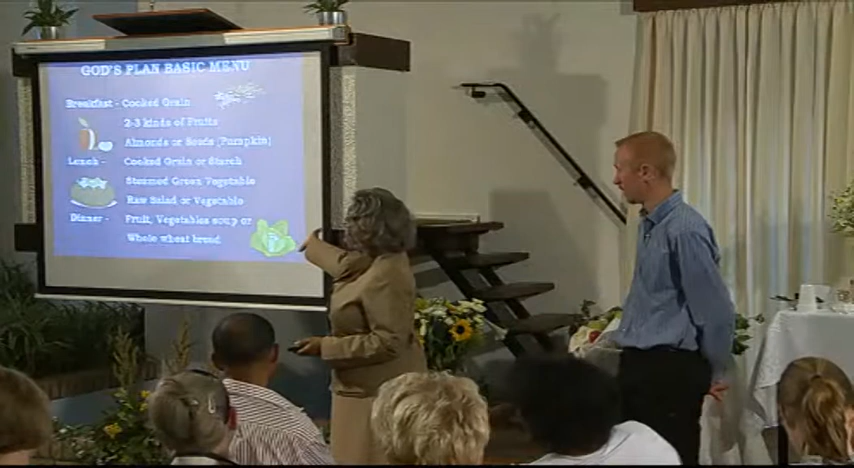 GOD'S PLAN BASIC MENU
Breakfast - Cooked Grain
2-3 kinds of Fruits
Almonds or Seeds (Pumpkin)
Lunch - Cooked Grain or Starch
Steamed Green Vegetable
Raw Salad or Vegetable
Dinner - Fruit, Vegetables soup or
Whole wheat bread